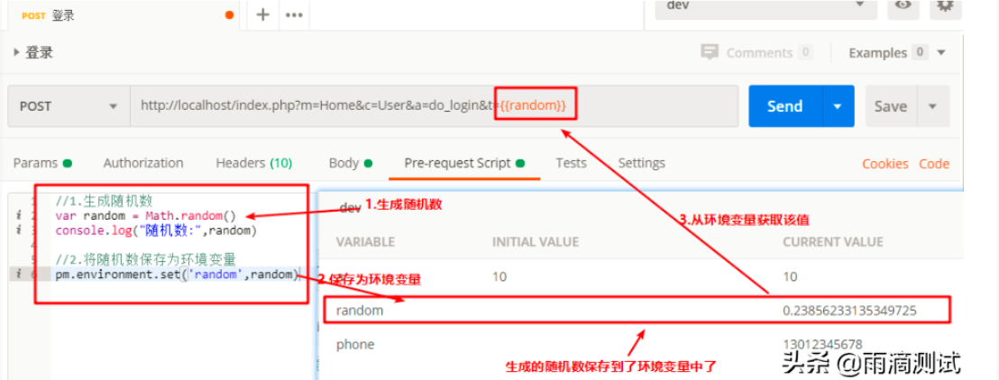 POST 登录
dev
登录
Comments 0
Examples 0
POST
http://localhost/index.php?m=Home&c=User&a=do_login&t={{random}}
Send
Save
Params
Authorization
Headers (10)
Body
Pre-request Script
Tests
Settings
Cookies
Code
//1.生成随机数
2 var random = Math.random()
3 console.log("随机数:",random)
4
5 //2.将随机数保存为环境变量
6 pm.environment.set('random',random)
dev
1.生成随机数
3.从环境变量获取该值
VARIABLE
INITIAL VALUE
CURRENT VALUE
2.保存为环境变量
10
10
random
0.23856233135349725
phone
13012345678
生成的随机数保存到了环境变量中了
头条 @雨滴测试